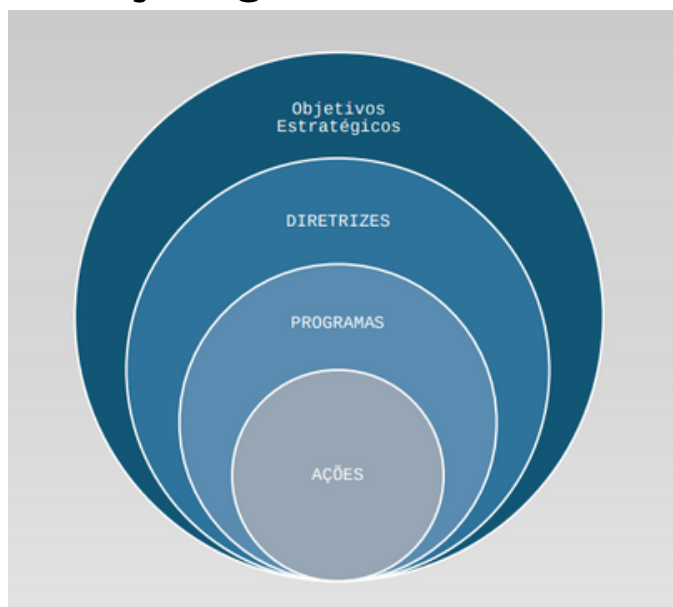 Objetivos
Estratégicos
DIRETRIZES
PROGRAMAS
AÇÕES